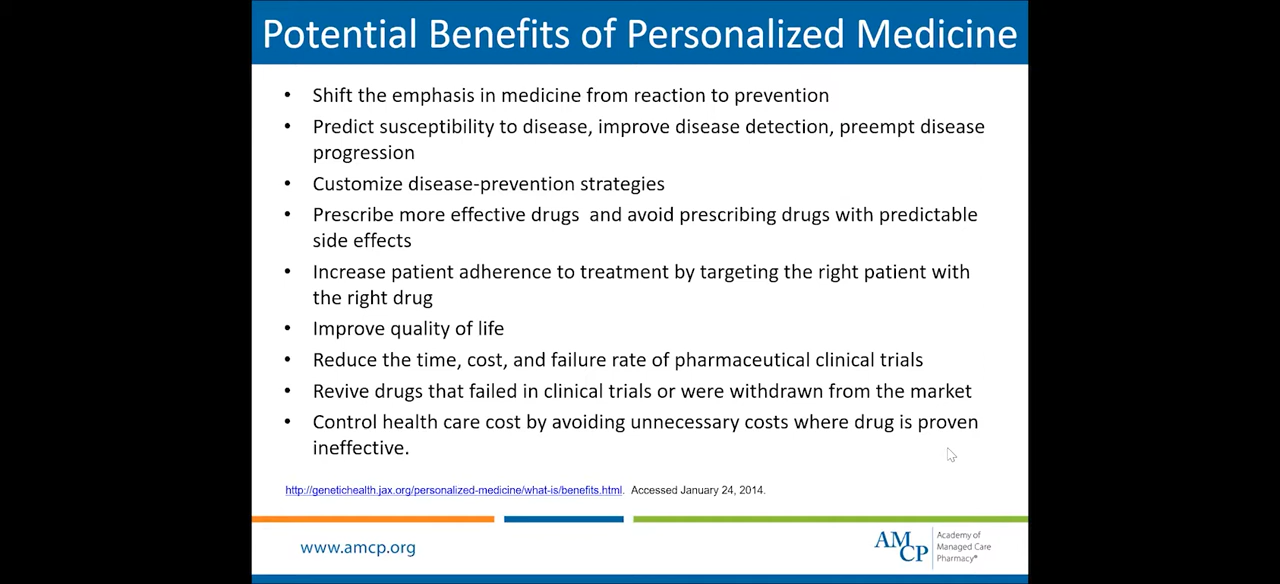 Potential Benefits of Personalized Medicine
• Shift the emphasis in medicine from reaction to prevention
• Predict susceptibility to disease, improve disease detection, preempt disease
progression
• Customize disease-prevention strategies
• Prescribe more effective drugs  and avoid prescribing drugs with predictable
side effects
• Increase patient adherence to treatment by targeting the right patient with
the right drug
• Improve quality of life
• Reduce the time, cost, and failure rate of pharmaceutical clinical trials
• Revive drugs that failed in clinical trials or were withdrawn from the market
• Control health care cost by avoiding unnecessary costs where drug is proven
ineffective.
http://genetichealth.jax.org/personalized-medicine/what-is/benefits.html. Accessed January 24, 2014.
www.amcp.org
AMCP
Academy of
Managed Care
Pharmacy®